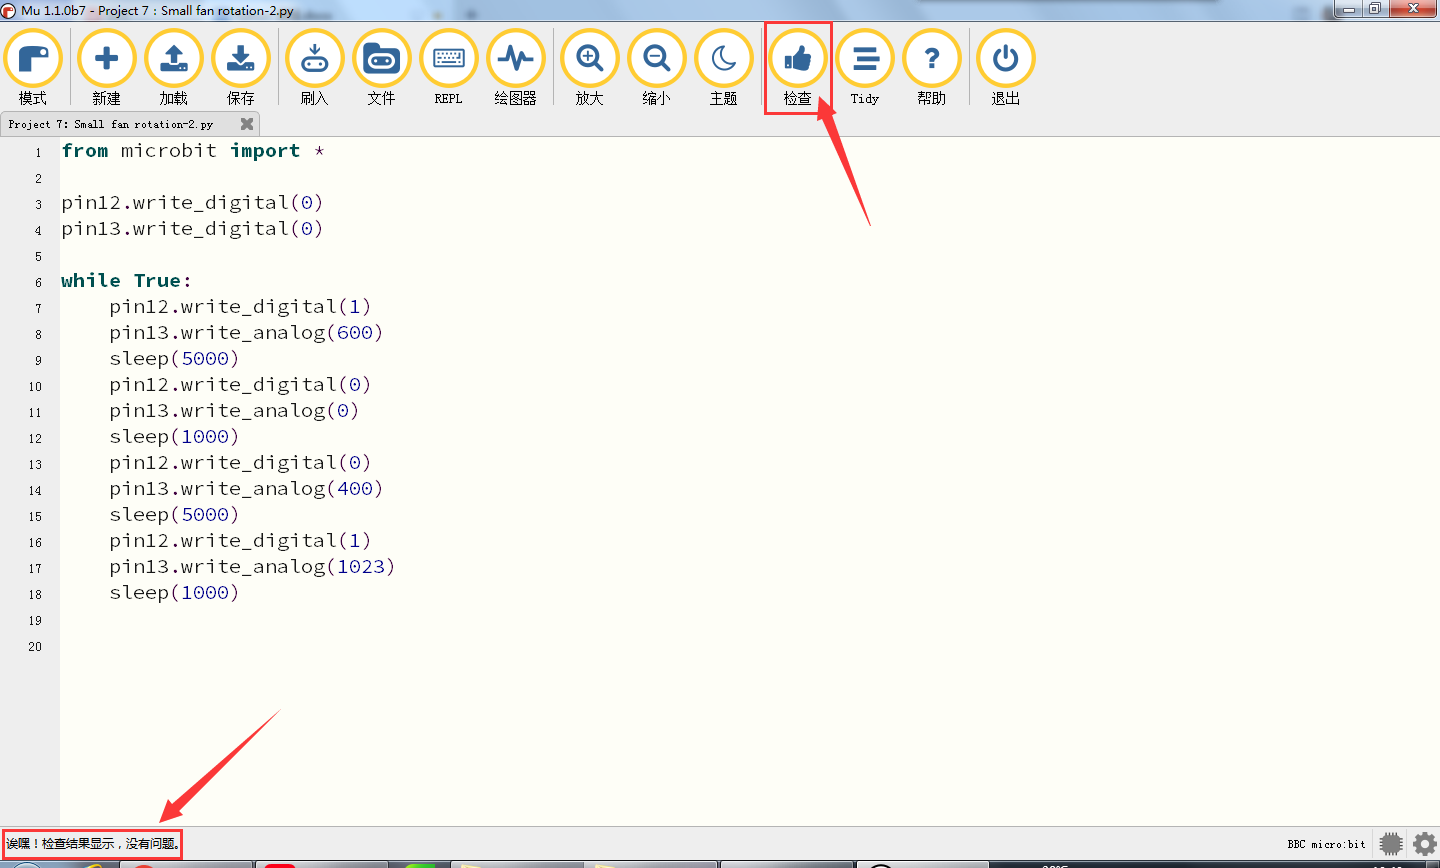 Mu 1.1.0b7 - Project 7 : Small fan rotation-2.py
模式 新建 加载 保存 刷入 文件 REPL 绘图器 放大 缩小 主题 检查 Tidy 帮助 退出
Project 7: Small fan rotation-2.py
1 from microbit import *
2
3 pin12.write_digital(0)
4 pin13.write_digital(0)
5
6 while True:
7 pin12.write_digital(1)
8 pin13.write_analog(600)
9 sleep(5000)
10 pin12.write_digital(0)
11 pin13.write_analog(0)
12 sleep(1000)
13 pin12.write_digital(0)
14 pin13.write_analog(400)
15 sleep(5000)
16 pin12.write_digital(1)
17 pin13.write_analog(1023)
18 sleep(1000)
19
20
诶嘿！检查结果显示，没有问题。
BBC micro:bit